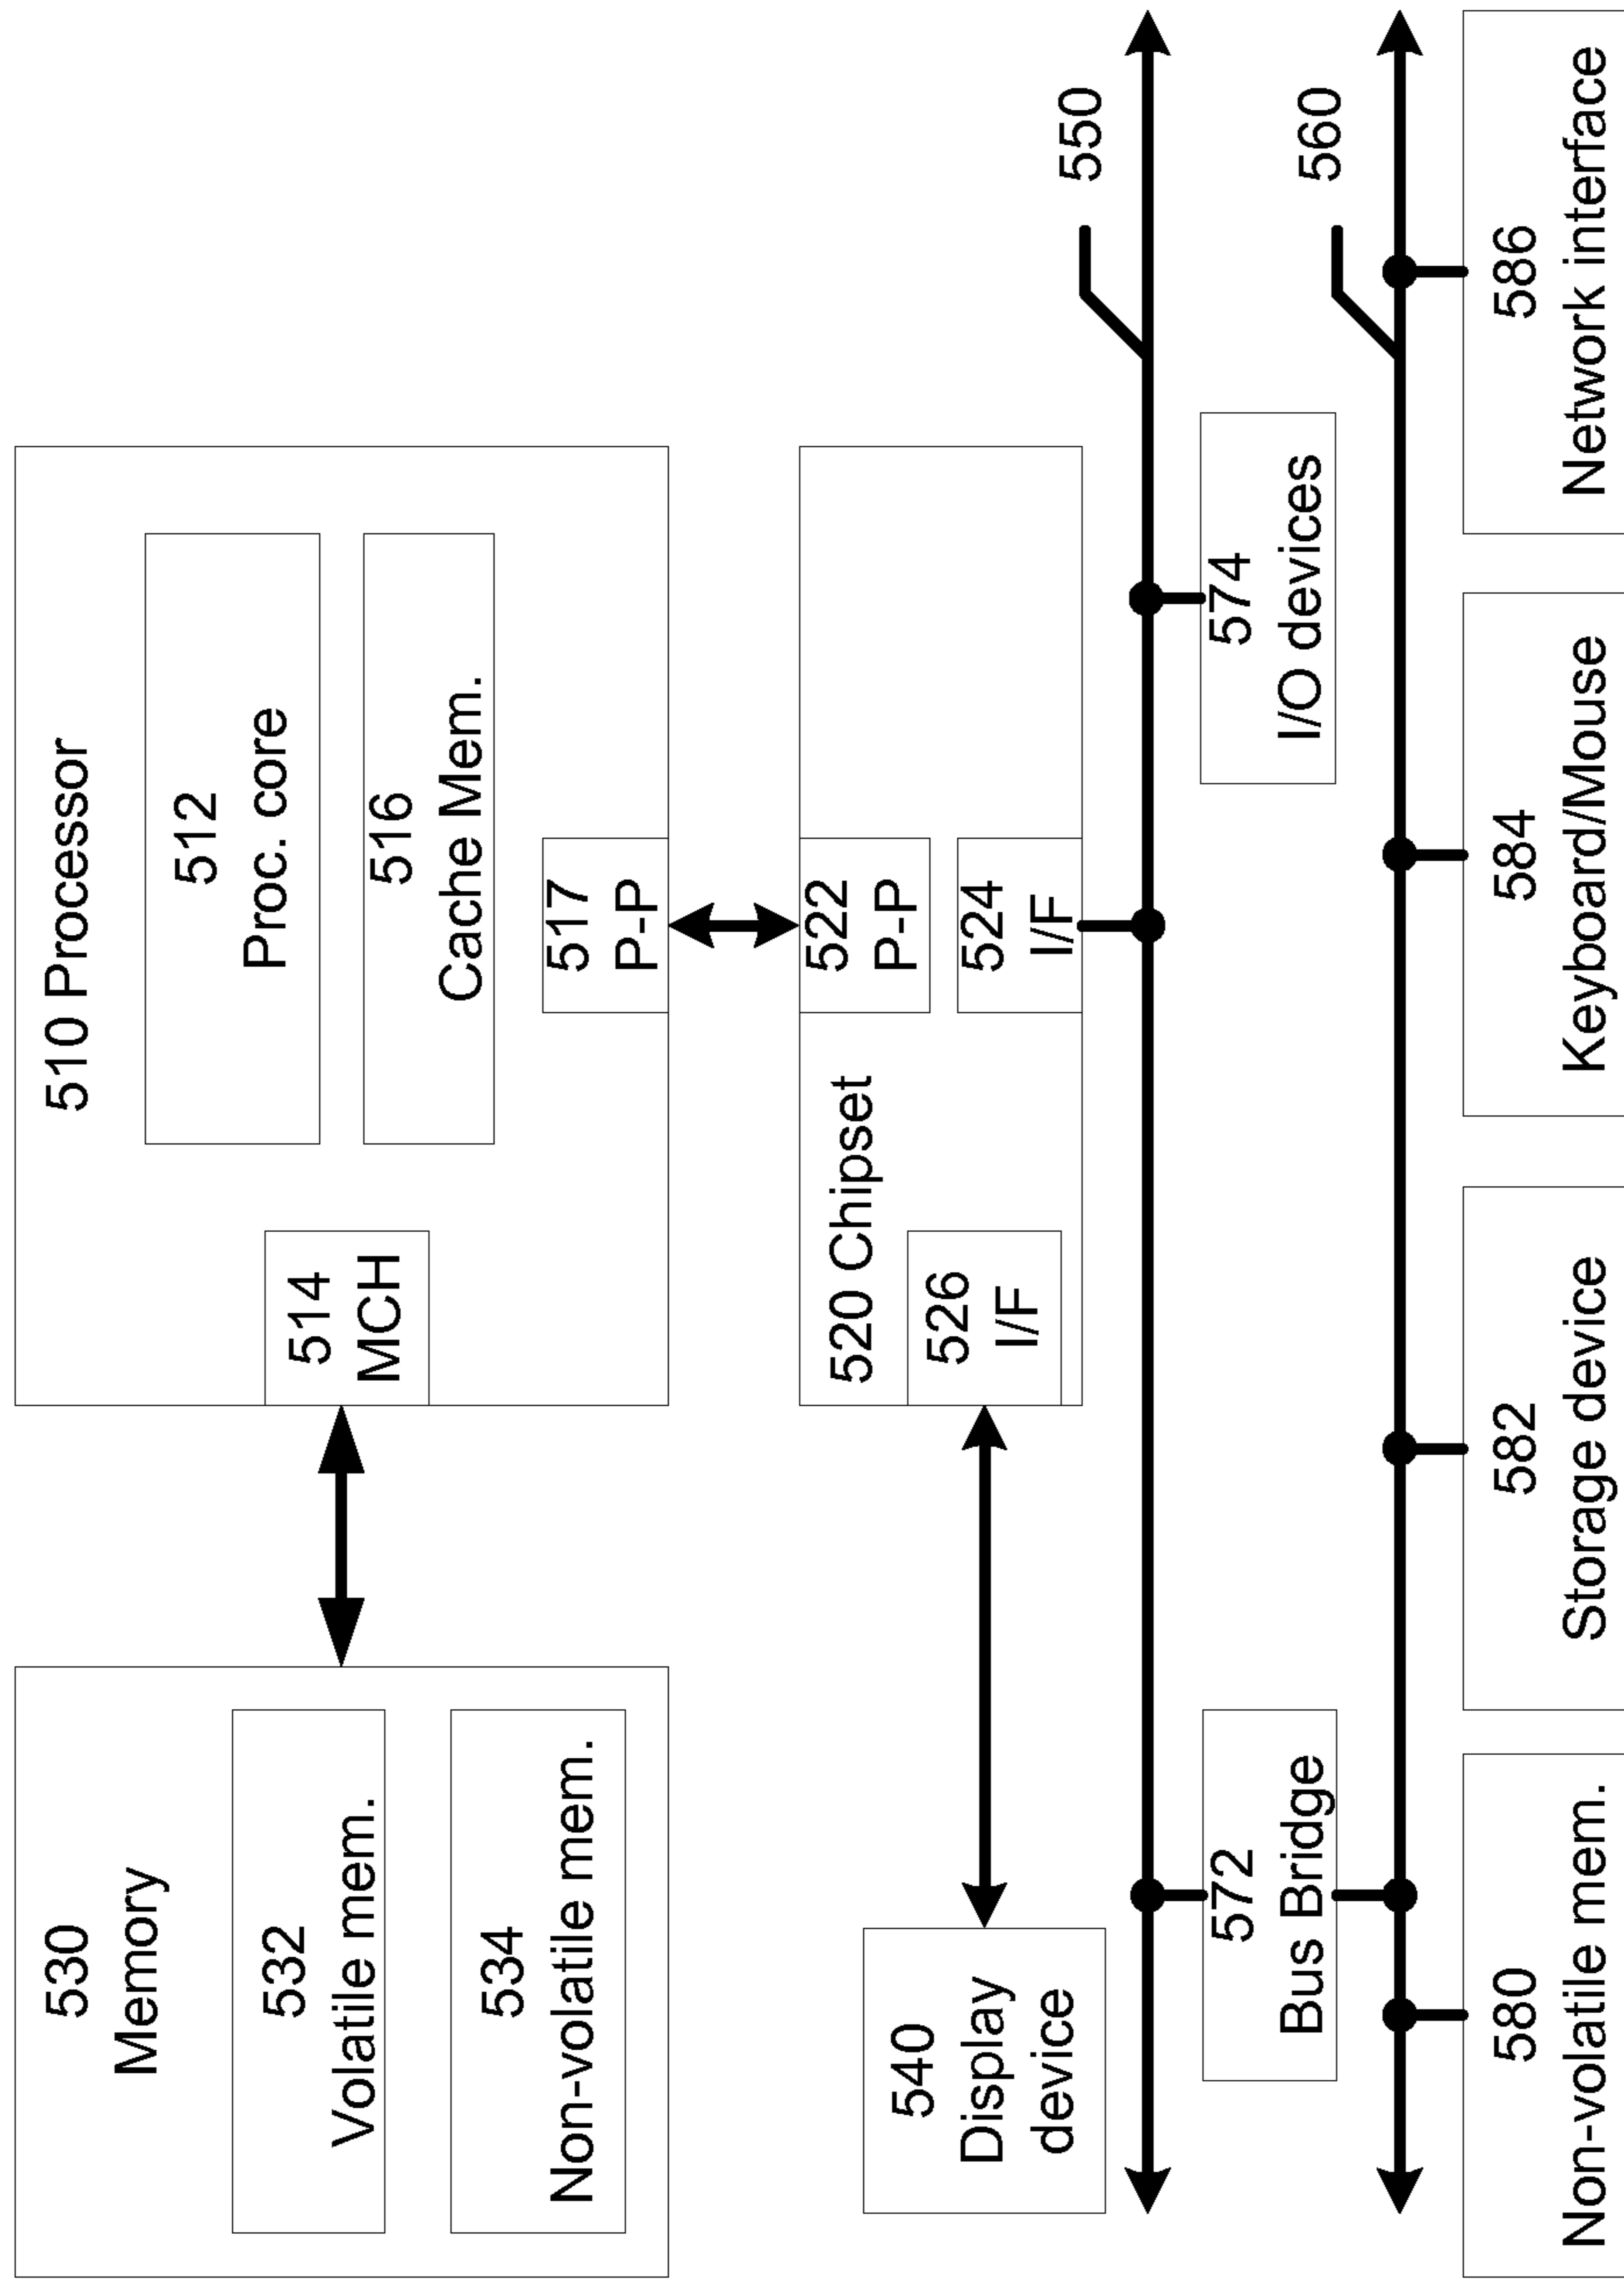 530
Memory
532
Volatile mem.
534
Non-volatile mem.
510 Processor
512
Proc. core
514
MCH
516
Cache Mem.
517
P-P
520 Chipset
522
P-P
526
I/F
524
I/F
540
Display
device
550
572
Bus Bridge
574
I/O devices
560
580
Non-volatile mem.
582
Storage device
584
Keyboard/Mouse
586
Network interface